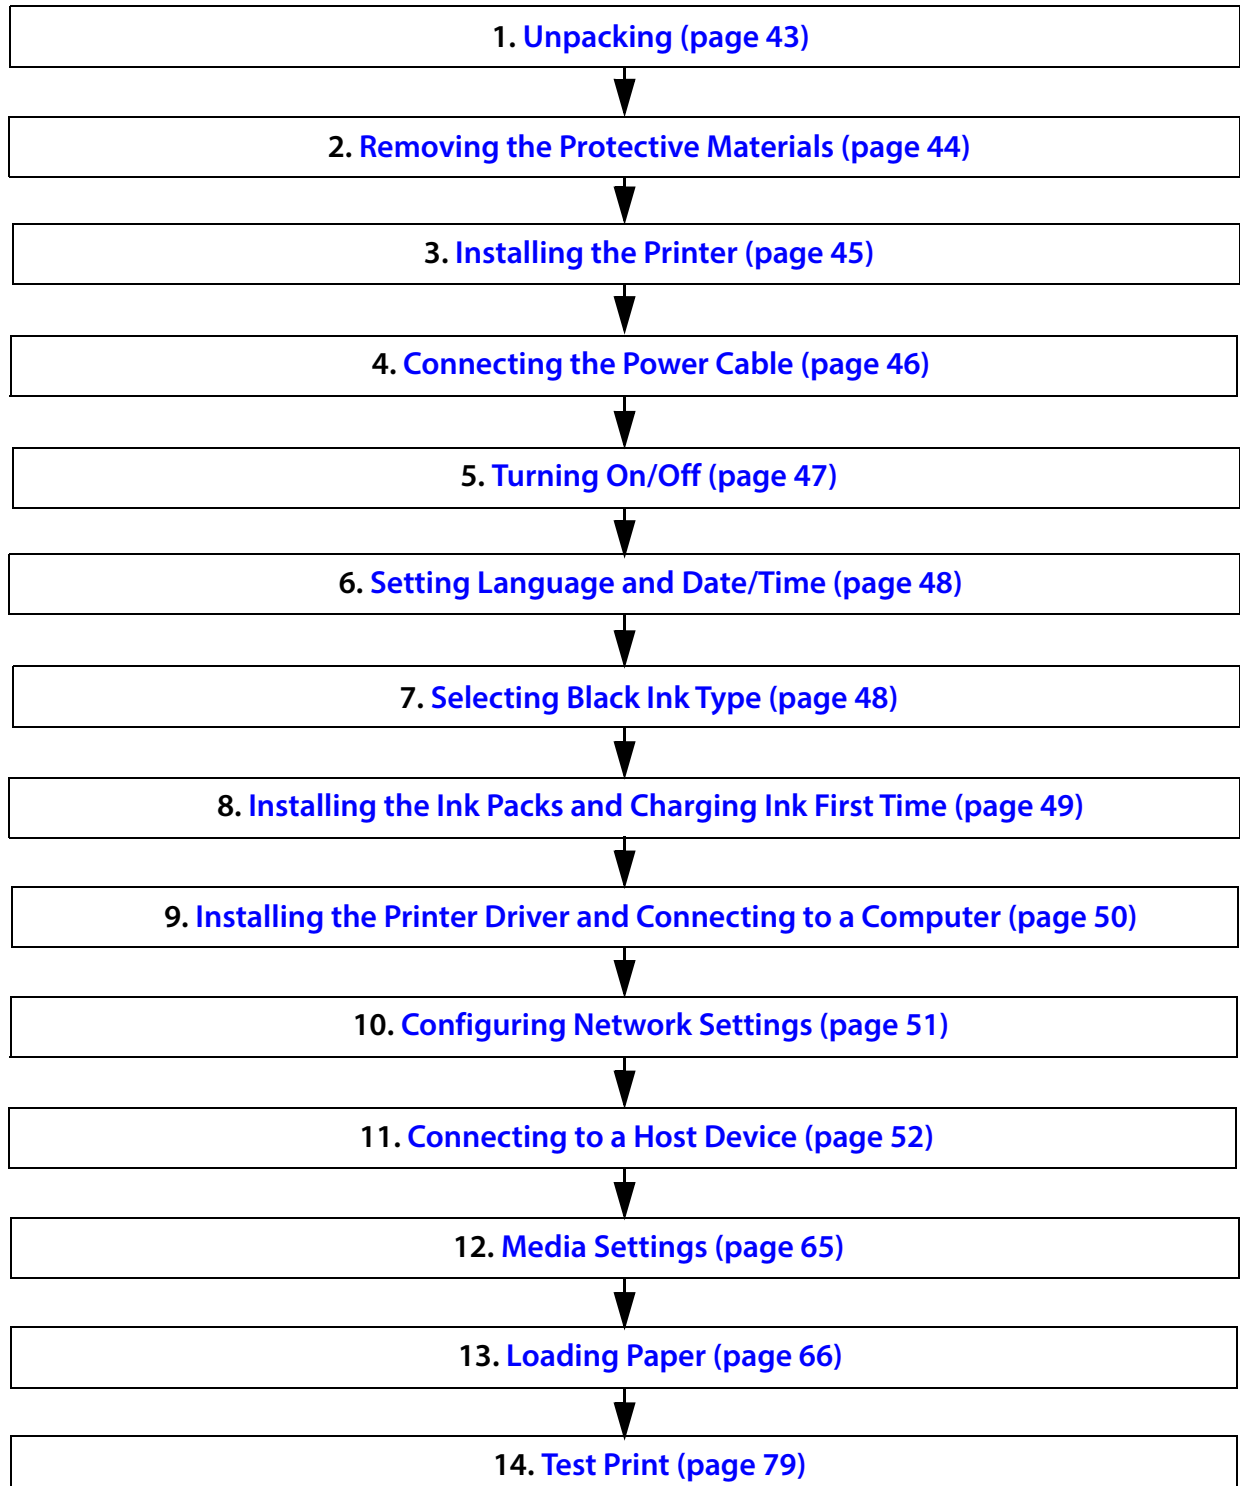 1. Unpacking (page 43)
2. Removing the Protective Materials (page 44)
3. Installing the Printer (page 45)
4. Connecting the Power Cable (page 46)
5. Turning On/Off (page 47)
6. Setting Language and Date/Time (page 48)
7. Selecting Black Ink Type (page 48)
8. Installing the Ink Packs and Charging Ink First Time (page 49)
9. Installing the Printer Driver and Connecting to a Computer (page 50)
10. Configuring Network Settings (page 51)
11. Connecting to a Host Device (page 52)
12. Media Settings (page 65)
13. Loading Paper (page 66)
14. Test Print (page 79)